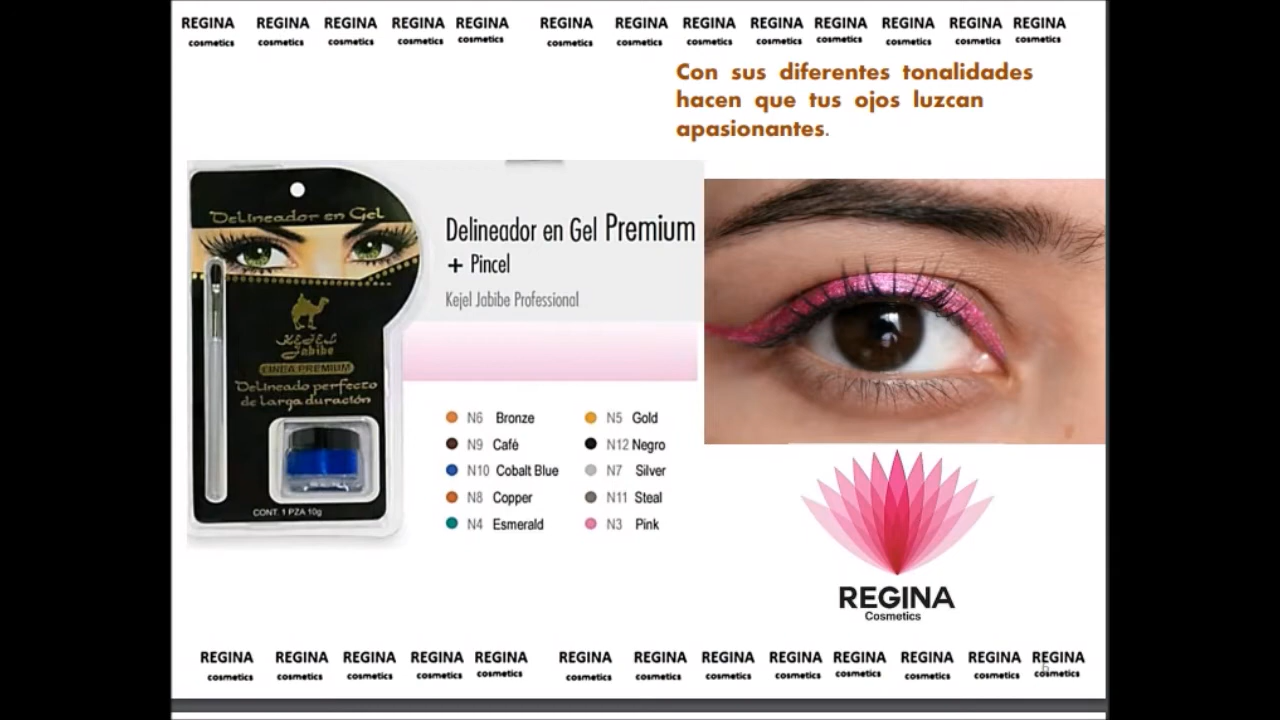 REGINA REGINA REGINA REGINA REGINA REGINA REGINA REGINA REGINA REGINA REGINA REGINA REGINA
cosmetics cosmetics cosmetics cosmetics cosmetics cosmetics cosmetics cosmetics cosmetics cosmetics cosmetics cosmetics cosmetics
Con sus diferentes tonalidades
hacen que tus ojos luzcan
apasionantes.
Delineador en Gel
KEJEL
Jabibe
LINEA PREMIUM
Delineado perfecto
de larga duración
CONT. 1 PZA 10g
Delineador en Gel Premium
+ Pincel
Kejel Jabibe Professional
N6 Bronze N5 Gold
N9 Café N12 Negro
N10 Cobalt Blue N7 Silver
N8 Copper N11 Steal
N4 Esmerald N3 Pink
REGINA
Cosmetics
REGINA REGINA REGINA REGINA REGINA REGINA REGINA REGINA REGINA REGINA REGINA REGINA REGINA
cosmetics cosmetics cosmetics cosmetics cosmetics cosmetics cosmetics cosmetics cosmetics cosmetics cosmetics cosmetics cosmetics